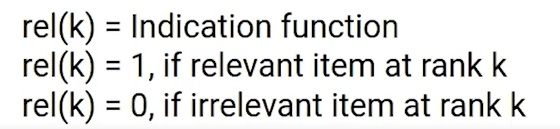 rel(k) = Indication function
rel(k) = 1, if relevant item at rank k
rel(k) = 0, if irrelevant item at rank k